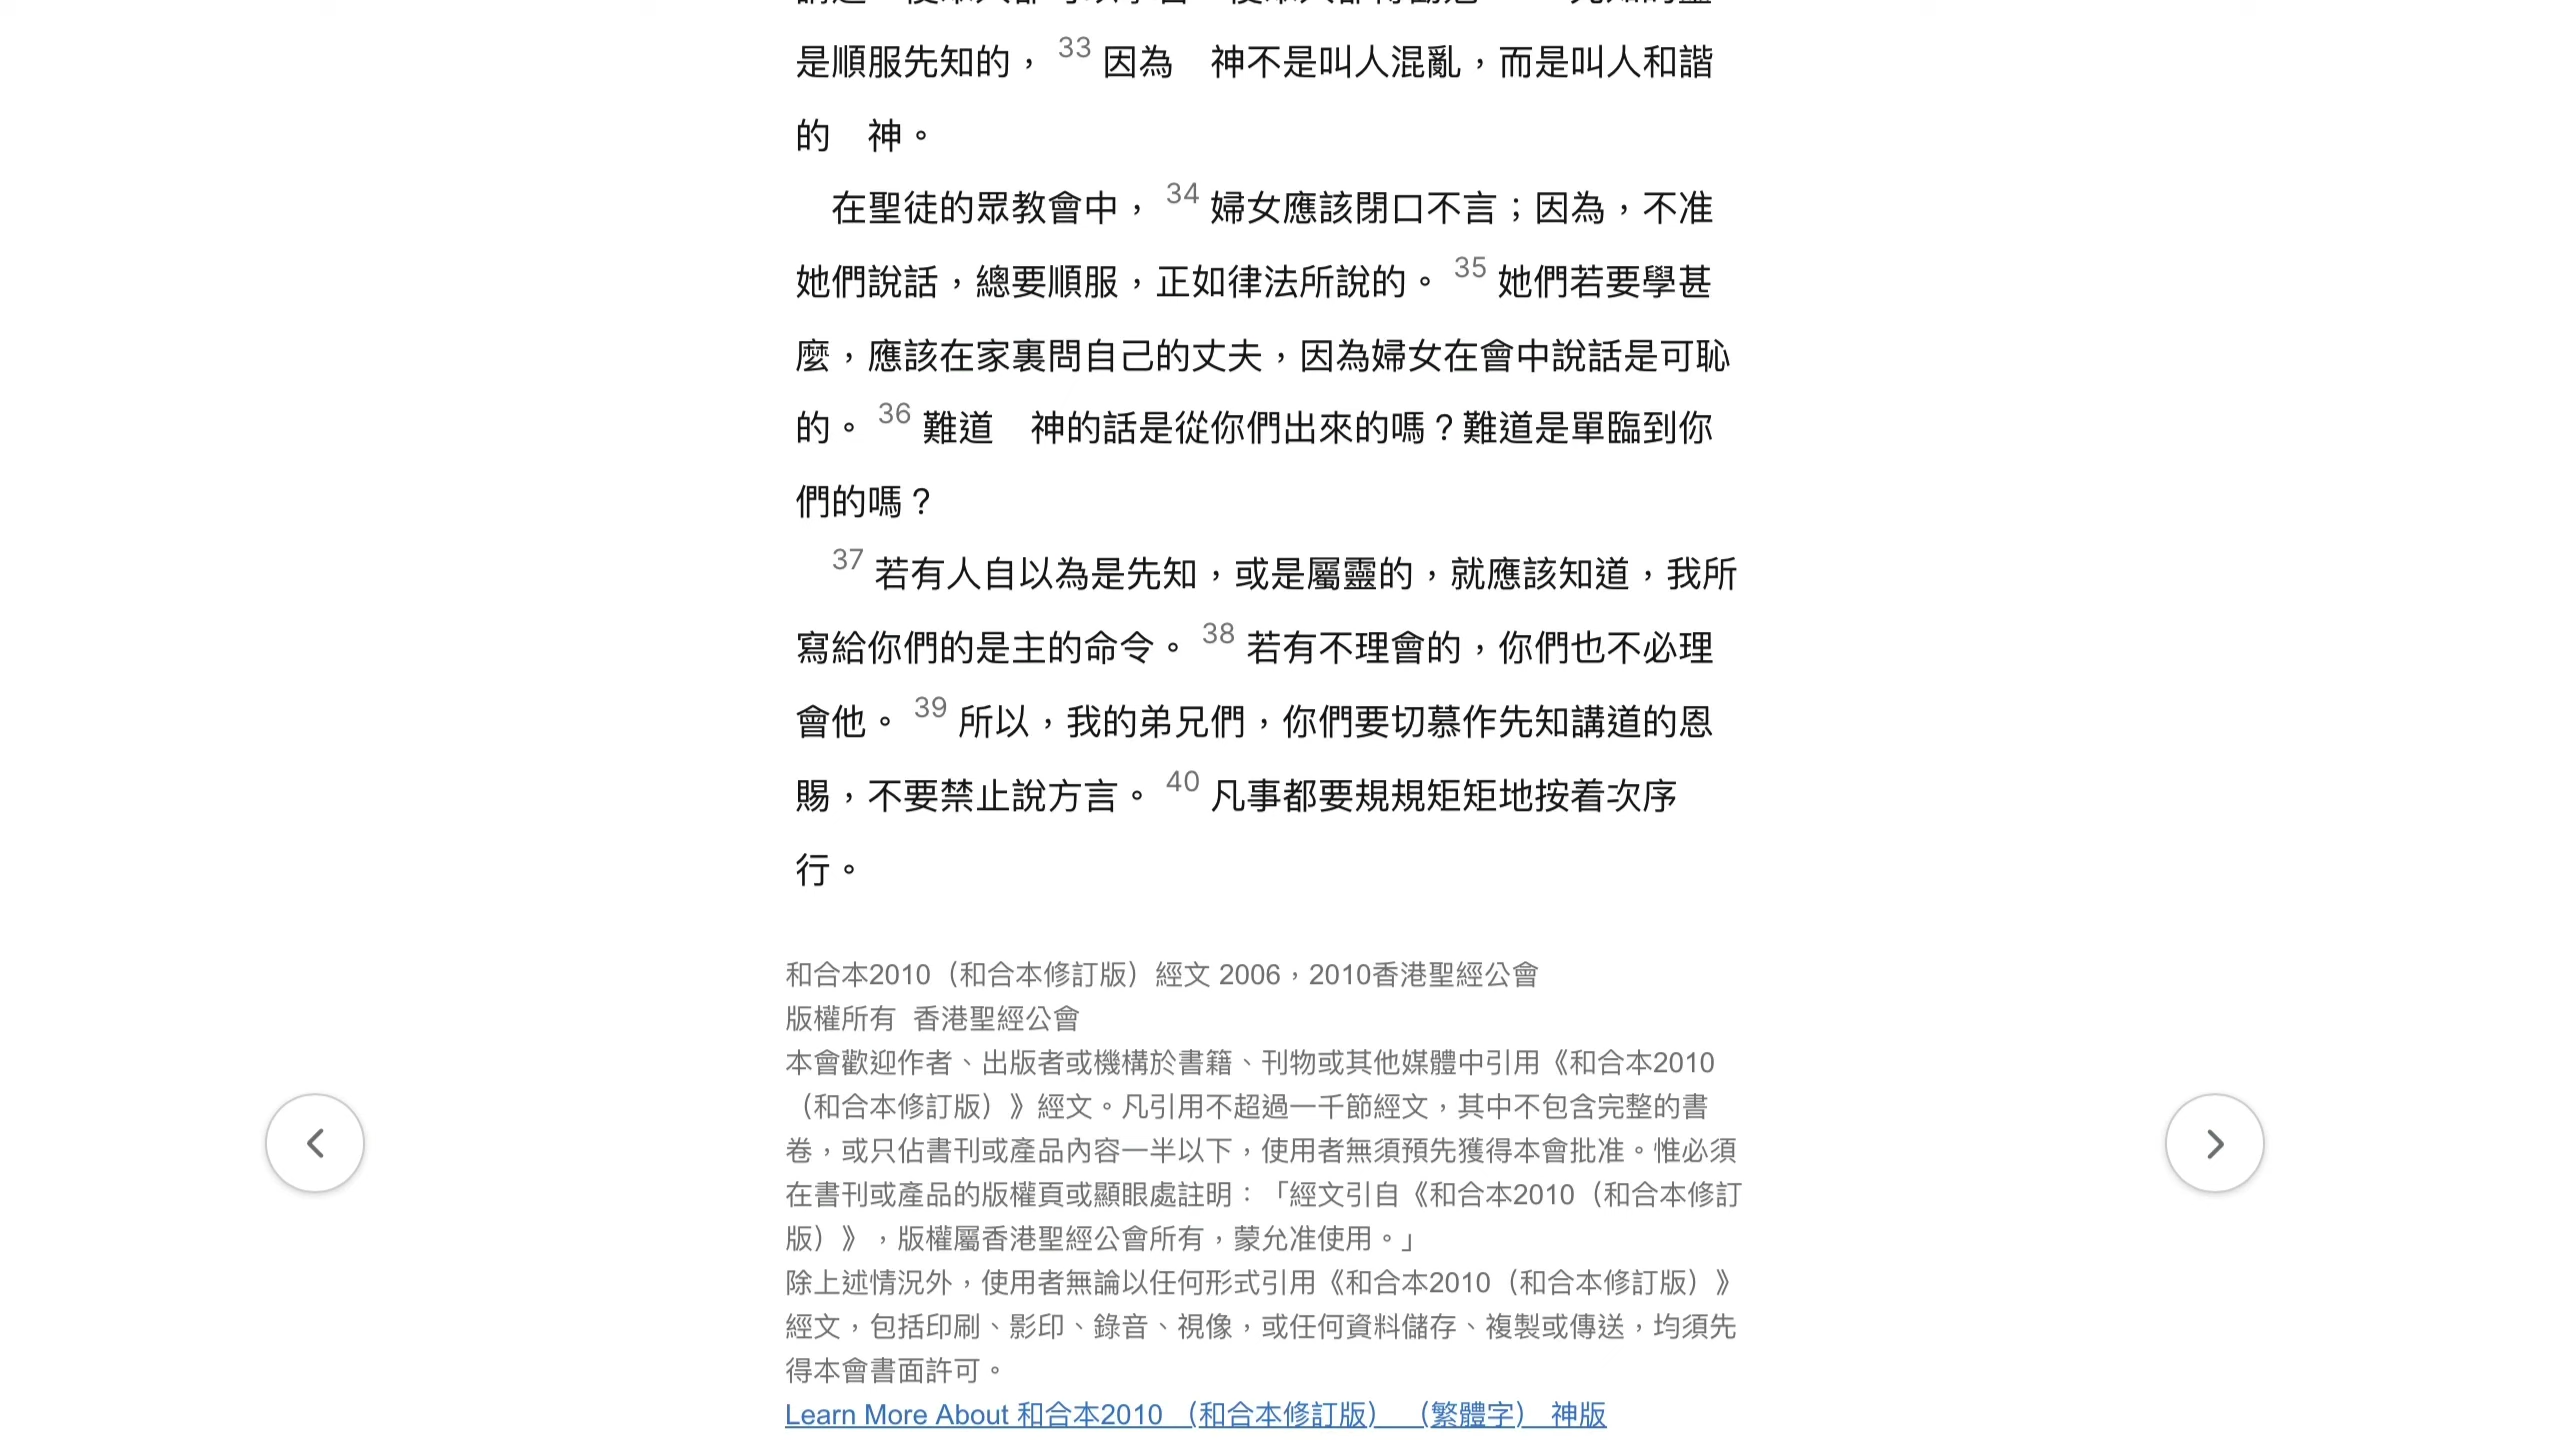 是順服先知的， 33 因為　神不是叫人混亂，而是叫人和諧
的　神。
在聖徒的眾教會中， 34 婦女應該閉口不言；因為，不准
她們說話，總要順服，正如律法所說的。 35 她們若要學甚
麼，應該在家裏問自己的丈夫，因為婦女在會中說話是可恥
的。 36 難道　神的話是從你們出來的嗎？難道是單臨到你
們的嗎？
37 若有人自以為是先知，或是屬靈的，就應該知道，我所
寫給你們的是主的命令。 38 若有不理會的，你們也不必理
會他。 39 所以，我的弟兄們，你們要切慕作先知講道的恩
賜，不要禁止說方言。 40 凡事都要規規矩矩地按着次序
行。
和合本2010（和合本修訂版）經文 2006，2010香港聖經公會
版權所有 香港聖經公會
本會歡迎作者、出版者或機構於書籍、刊物或其他媒體中引用《和合本2010
（和合本修訂版）》經文。凡引用不超過一千節經文，其中不包含完整的書
卷，或只佔書刊或產品內容一半以下，使用者無須預先獲得本會批准。惟必須
在書刊或產品的版權頁或顯眼處註明：「經文引自《和合本2010（和合本修訂
版）》，版權屬香港聖經公會所有，蒙允准使用。」
除上述情況外，使用者無論以任何形式引用《和合本2010（和合本修訂版）》
經文，包括印刷、影印、錄音、視像，或任何資料儲存、複製或傳送，均須先
得本會書面許可。
Learn More About 和合本2010 （和合本修訂版） （繁體字） 神版